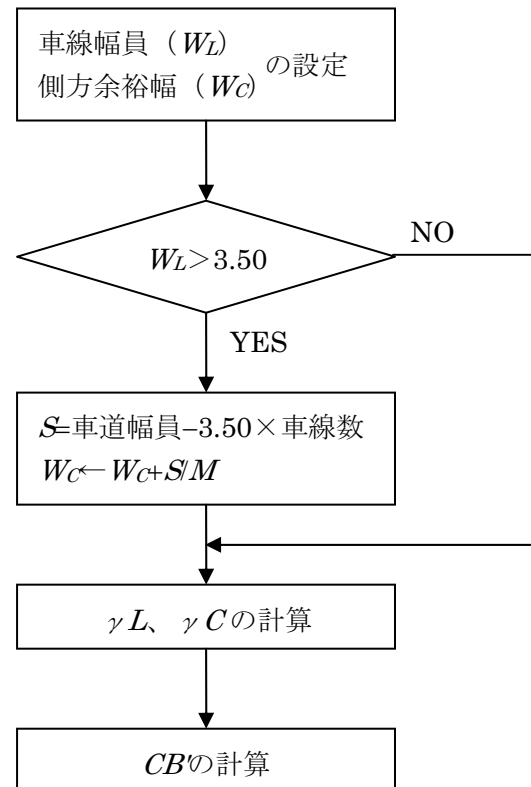 車線幅員（WL）
側方余裕幅（WC）
の設定
WL＞3.50
NO
YES
S=車道幅員−3.50×車線数
WC←WC+S/M
γL、γCの計算
CB'の計算